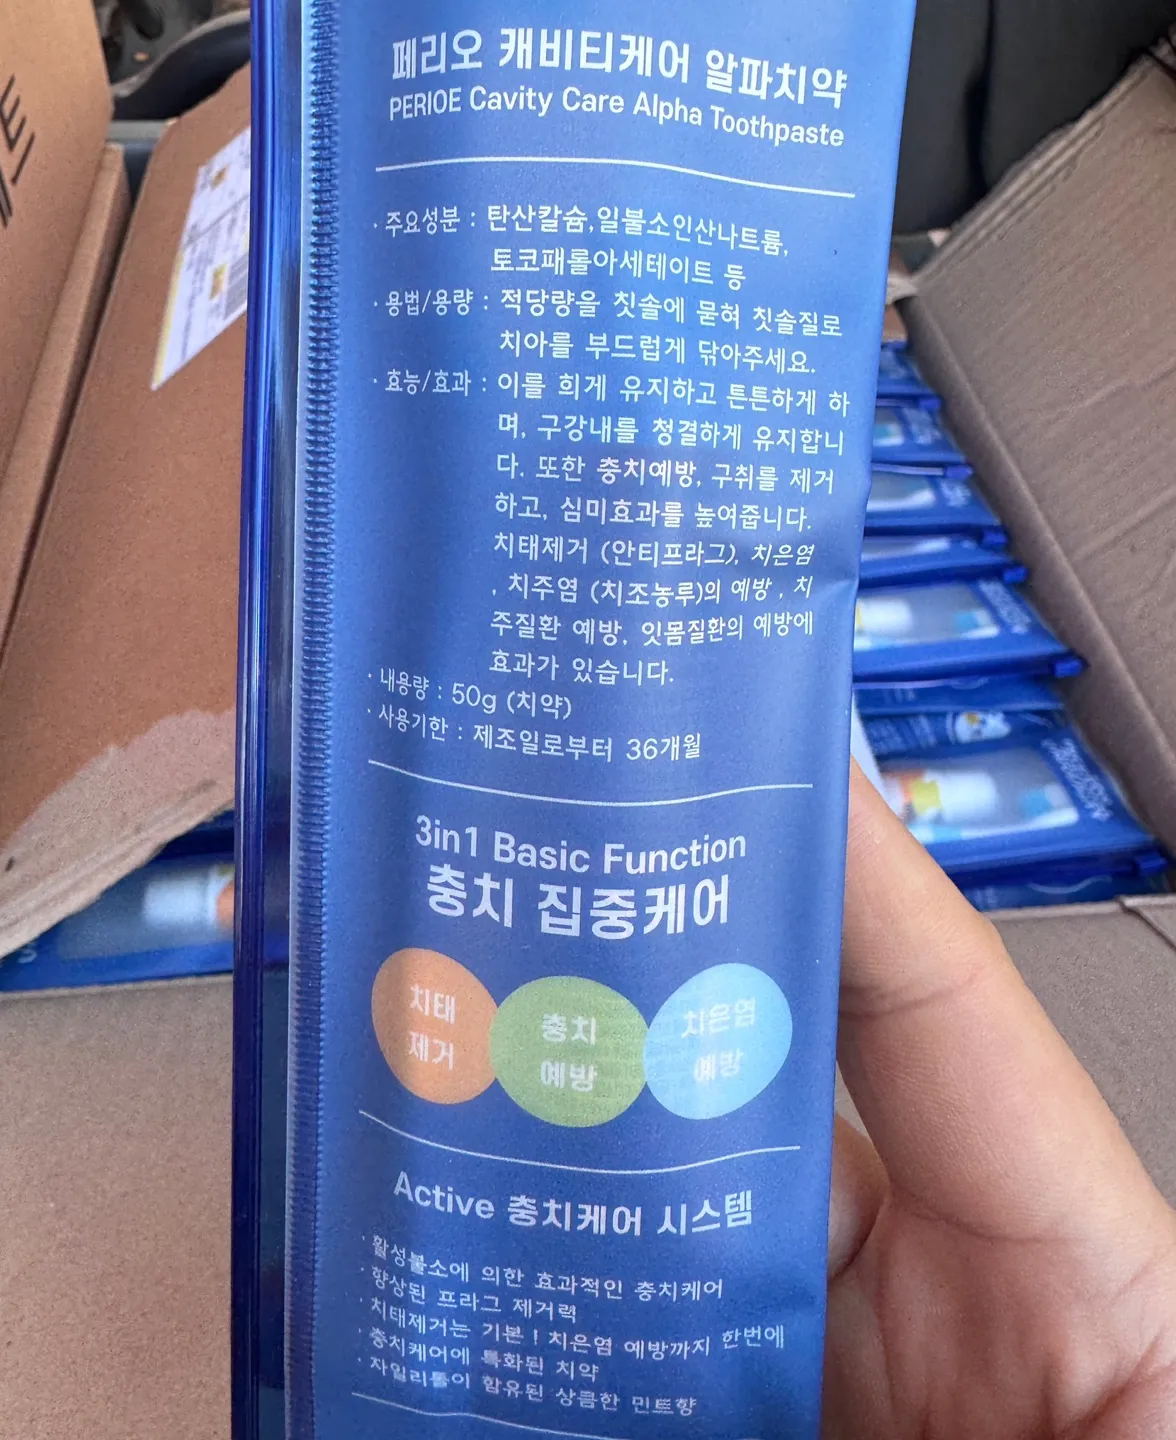 페리오 캐비티케어 알파치약
PERIOE Cavity Care Alpha Toothpaste
· 주요성분 : 탄산칼슘,일불소인산나트륨,
토코패롤아세테이트 등
· 용법/용량 : 적당량을 칫솔에 묻혀 칫솔질로
치아를 부드럽게 닦아주세요.
· 효능/효과 : 이를 희게 유지하고 튼튼하게 하
며, 구강내를 청결하게 유지합니
다. 또한 충치예방, 구취를 제거
하고, 심미효과를 높여줍니다.
치태제거 (안티프라그), 치은염
, 치주염 (치조농루)의 예방 , 치
주질환 예방, 잇몸질환의 예방에
효과가 있습니다.
· 내용량 : 50g (치약)
· 사용기한 : 제조일로부터 36개월
3in1 Basic Function
충치 집중케어
치태
제거
충치
예방
치은염
예방
Active 충치케어 시스템
· 활성불소에 의한 효과적인 충치케어
· 향상된 프라그 제거력
· 치태제거는 기본 ! 치은염 예방까지 한번에
· 충치케어에 특화된 치약
· 자일리톨이 함유된 상큼한 민트향